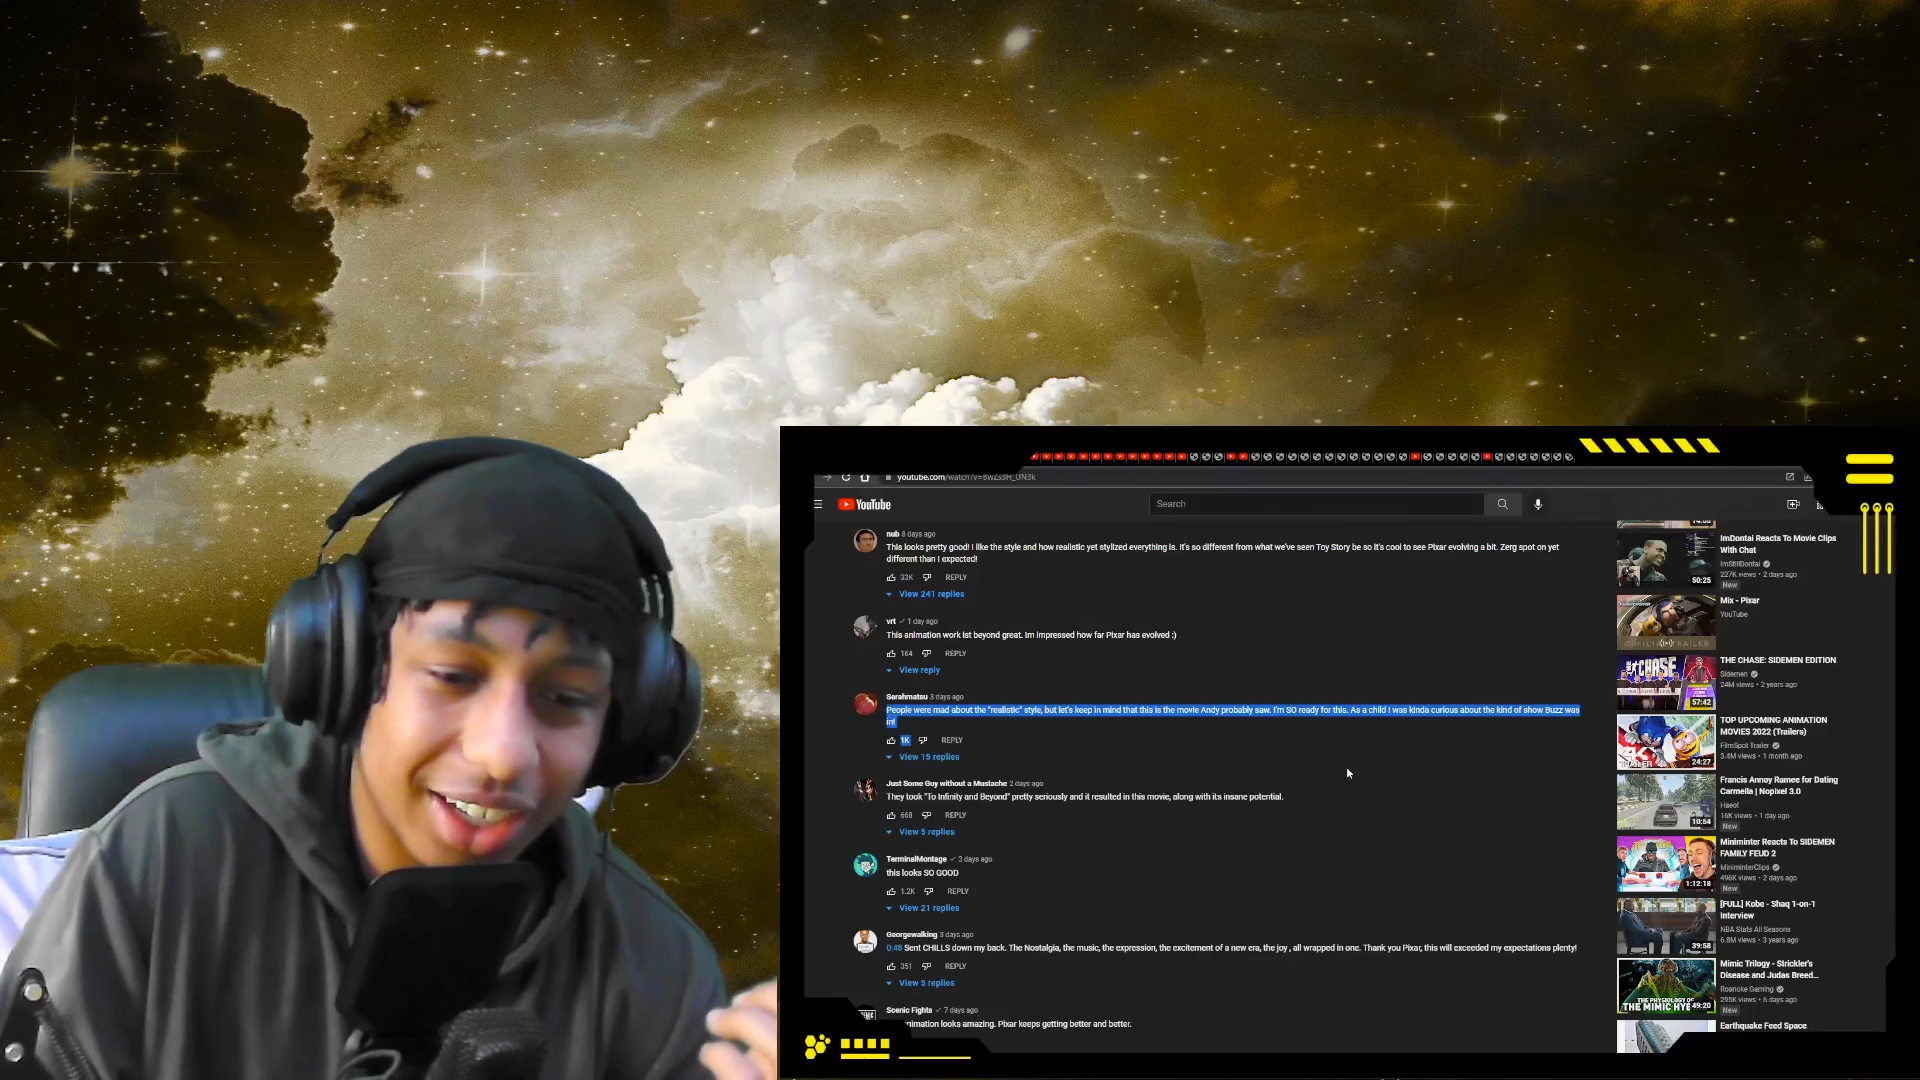 YouTube
Search
nub 8 days ago
This looks pretty good! I like the style and how realistic yet stylized everything is. It's so different from what we've seen Toy Story be so it's cool to see Pixar evolving a bit. Zerg spot on yet
different than I expected!
33K REPLY
View 241 replies
vrt 1 day ago
This animation work ist beyond great. Im impressed how far Pixar has evolved :)
164 REPLY
View reply
Serahmatsu 3 days ago
People were mad about the "realistic" style, but let's keep in mind that this is the movie Andy probably saw. I'm SO ready for this. As a child I was kinda curious about the kind of show Buzz was
in!
1K REPLY
View 15 replies
Just Some Guy without a Mustache 2 days ago
They took "To Infinity and Beyond" pretty seriously and it resulted in this movie, along with its insane potential.
668 REPLY
View 5 replies
TerminalMontage 3 days ago
this looks SO GOOD
1.2K REPLY
View 21 replies
Georgewalking 3 days ago
0:48 Sent CHILLS down my back. The Nostalgia, the music, the expression, the excitement of a new era, the joy , all wrapped in one. Thank you Pixar, this will exceeded my expectations plenty!
351 REPLY
View 5 replies
Scenic Fights 7 days ago
animation looks amazing. Pixar keeps getting better and better.
ImDontai Reacts To Movie Clips
With Chat
ImStillDontai
227K views • 2 days ago
New
50:25
Mix - Pixar
YouTube
THE CHASE: SIDEMEN EDITION
Sidemen
24M views • 2 years ago
CHASE
57:42
TOP UPCOMING ANIMATION
MOVIES 2022 (Trailers)
FilmSpot Trailer
3.4M views • 1 month ago
24:27
Francis Annoy Ramee for Dating
Carmella | Nopixel 3.0
Haeo!
16K views • 1 day ago
New
10:54
Miniminter Reacts To SIDEMEN
FAMILY FEUD 2
MiniminterClips
496K views • 2 days ago
New
1:12:18
[FULL] Kobe - Shaq 1-on-1
Interview
NBA Stats All Seasons
6.8M views • 3 years ago
39:58
Mimic Trilogy - Strickler's
Disease and Judas Breed...
Roanoke Gaming
295K views • 6 days ago
New
THE PHYSIOLOGY OF
THE MIMIC HYB
49:20
Earthquake Feed Space